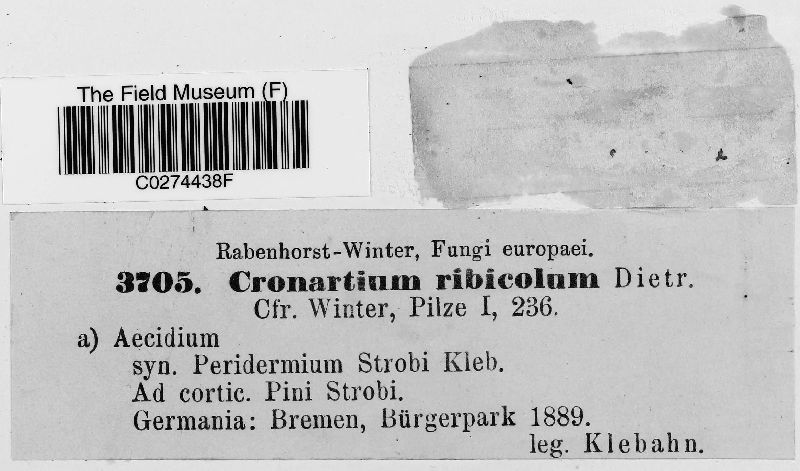 The Field Museum (F)
C0274438F
Rabenhorst-Winter, Fungi europaei.
3705. Cronartium ribicolum Dietr.
Cfr. Winter, Pilze I, 236.
a) Aecidium
syn. Peridermium Strobi Kleb.
Ad cortic. Pini Strobi.
Germania: Bremen, Bürgerpark 1889.
leg. Klebahn.